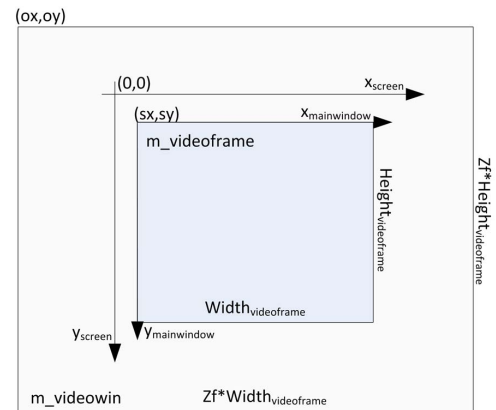 (ox,oy)
(0,0)
xscreen
(sx,sy)
xmainwindow
m_videoframe
Heightvideoframe
Zf*Heightvideoframe
Widthvideoframe
yscreen
ymainwindow
m_videowin
Zf*Widthvideoframe